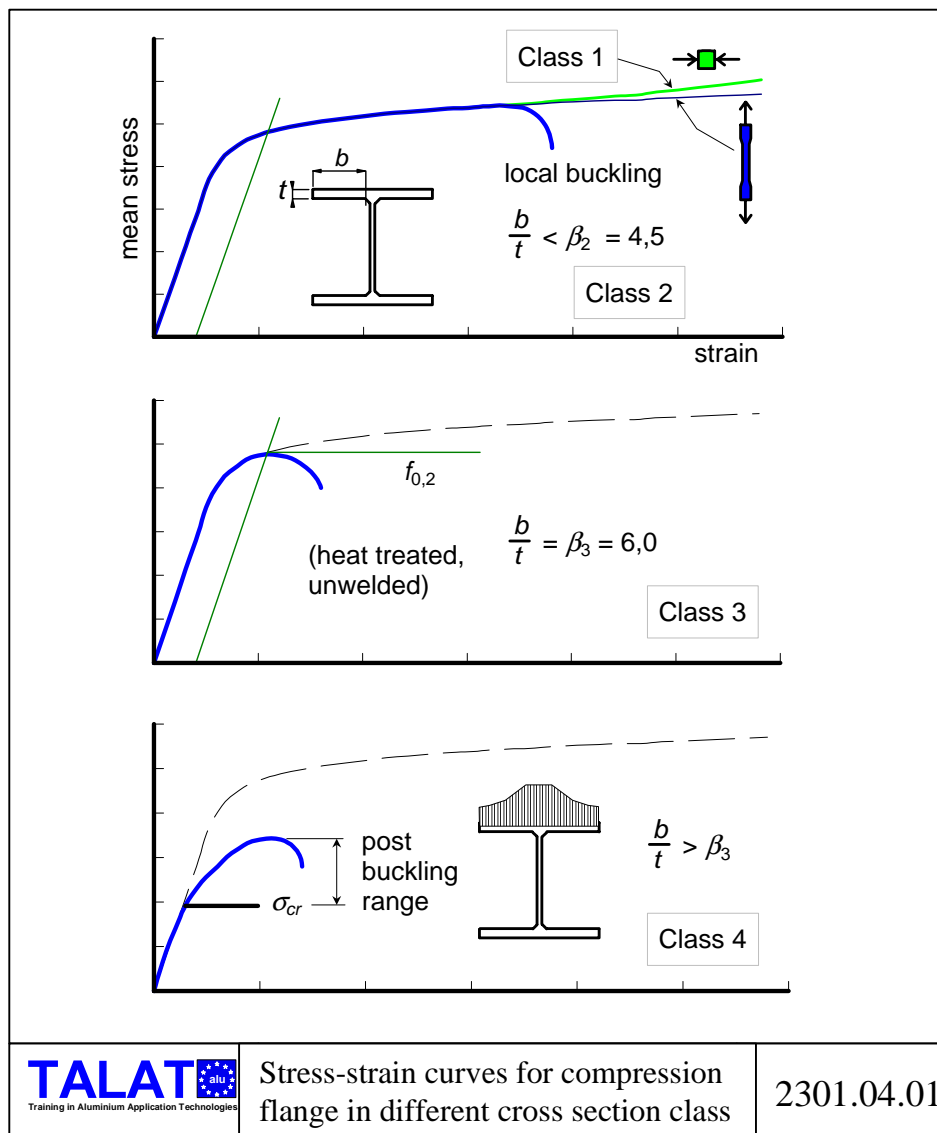 Class 1
mean stress
b
t
local buckling
b/t < β2 = 4,5
Class 2
strain
f0,2
(heat treated,
unwelded)
b/t = β3 = 6,0
Class 3
post
buckling
range
σcr
b/t > β3
Class 4
TALAT
alu
Training in Aluminium Application Technologies
Stress-strain curves for compression
flange in different cross section class
2301.04.01